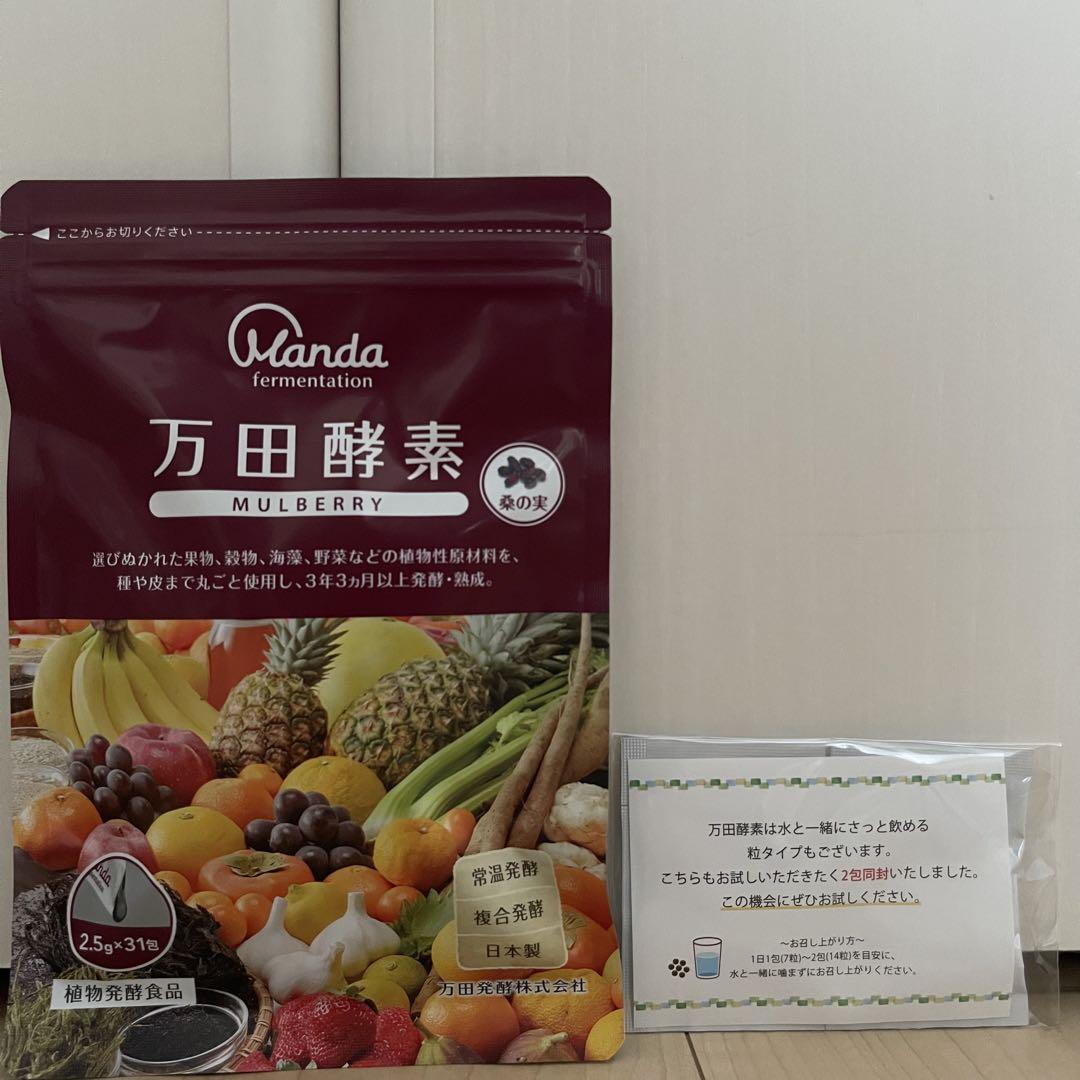 ここからお切りください
Manda
fermentation
万田酵素
MULBERRY
桑の実
選びぬかれた果物、穀物、海藻、野菜などの植物性原材料を、
種や皮まで丸ごと使用し、3年3ヵ月以上発酵・熟成。
常温発酵
複合発酵
日本製
Manda
2.5g×31包
植物発酵食品
万田発酵株式会社
万田酵素は水と一緒にさっと飲める
粒タイプもございます。
こちらもお試しいただきたく2包同封いたしました。
この機会にぜひお試しください。
～お召し上がり方～
1日1包(7粒)～2包(14粒)を目安に、
水と一緒に噛まずにお召し上がりください。